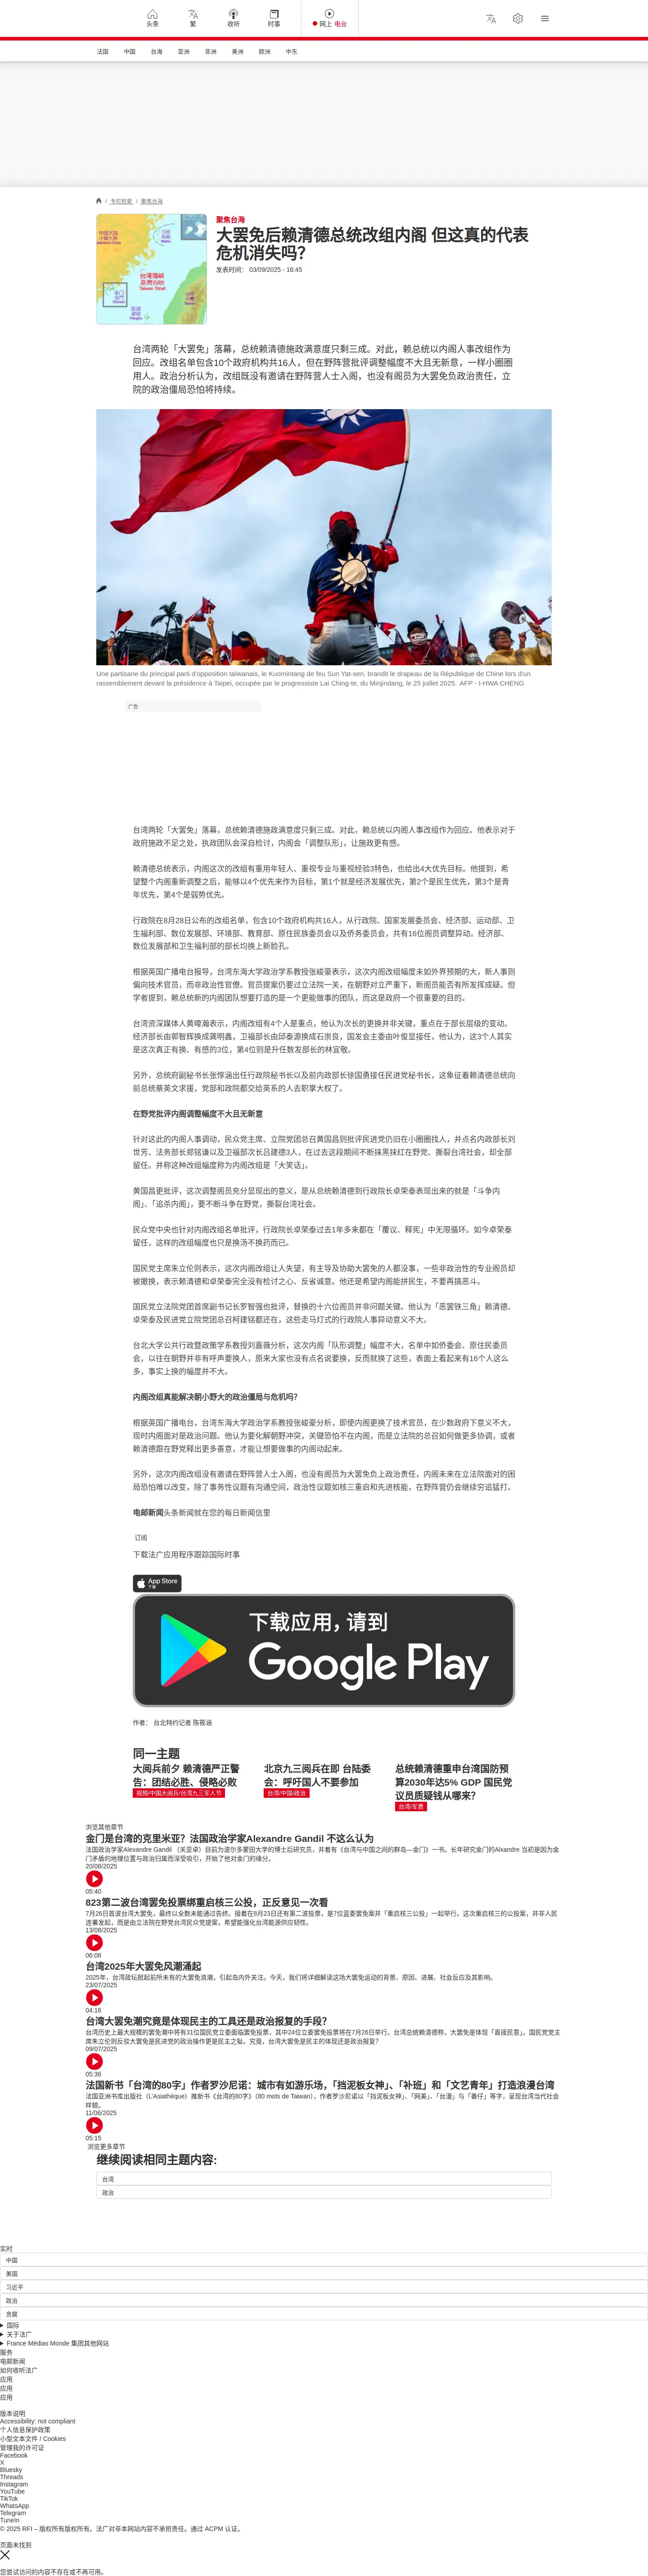 头条
繁
收听
时事
网上 电台
法国
中国
台海
亚洲
非洲
美洲
欧洲
中东
/ 专栏检索 / 聚焦台海
中國大陸
中國大陆
Matsu
馬祖
台湾海峡
臺灣海峽
Taiwan Strait
金门
金門
澎湖
聚焦台海
大罢免后赖清德总统改组内阁 但这真的代表
危机消失吗?
发表时间: 03/09/2025 - 16:45
台湾两轮「大罢免」落幕，总统赖清德施政满意度只剩三成。对此，赖总统以内阁人事改组作为
回应。改组名单包含10个政府机构共16人，但在野阵营批评调整幅度不大且无新意，一样小圈圈
用人。政治分析认为，改组既没有邀请在野阵营人士入阁，也没有阁员为大罢免负政治责任，立
院的政治僵局恐怕将持续。
Une partisane du principal parti d'opposition taiwanais, le Kuomintang de feu Sun Yat-sen, brandit le drapeau de la République de Chine lors d'un
rassemblement devant la présidence à Taipei, occupée par le progressiste Lai Ching-te, du Minjindang, le 25 juillet 2025. AFP - I-HWA CHENG
广告
台湾两轮「大罢免」落幕，总统赖清德施政满意度只剩三成。对此，赖总统以内阁人事改组作为回应。他表示对于
政府施政不足之处，执政团队会深自检讨，内阁会「调整队形」，让施政更有感。
赖清德总统表示，内阁这次的改组有重用年轻人、重视专业与重视经验3特色，也给出4大优先目标。他提到，希
望整个内阁重新调整之后，能够以4个优先来作为目标，第1个就是经济发展优先，第2个是民生优先，第3个是青
年优先，第4个是弱势优先。
行政院在8月28日公布的改组名单，包含10个政府机构共16人，从行政院、国家发展委员会、经济部、运动部、卫
生福利部、数位发展部、环境部、教育部、原住民族委员会以及侨务委员会，共有16位阁员调整异动。经济部、
数位发展部和卫生福利部的部长均换上新脸孔。
根据英国广播电台报导，台湾东海大学政治学系教授张峻豪表示，这次内阁改组幅度未如外界预期的大，新人事则
偏向技术官员，而非政治性官僚。官员提案仍要过立法院一关，在朝野对立严重下，新阁员能否有所发挥成疑。但
学者提到，赖总统新的内阁团队想要打造的是一个更能做事的团队，而这是政府一个很重要的目的。
台湾资深媒体人黄暐瀚表示，内阁改组有4个人是重点，他认为次长的更换并非关键，重点在于部长层级的变动。
经济部长由郭智辉换成龚明鑫，卫福部长由邱泰源换成石崇良，国发会主委由叶俊显接任，他认为，这3个人其实
是这次真正有换、有感的3位，第4位则是升任数发部长的林宜敬。
另外，总统府副秘书长张惇涵出任行政院秘书长以及前内政部长徐国勇接任民进党秘书长，这象征着赖清德总统向
前总统蔡英文求援，党部和政院都交给英系的人去职掌大权了。
在野党批评内阁调整幅度不大且无新意
针对这此的内阁人事调动，民众党主席、立院党团总召黄国昌则批评民进党仍旧在小圈圈找人，并点名内政部长刘
世芳、法务部长郑铭谦以及卫福部次长吕建德3人，在过去这段期间不断抹黑抹红在野党、撕裂台湾社会，却全部
留任。并称这种改组幅度称为内阁改组是「大笑话」。
黄国昌更批评，这次调整阁员充分显现出的意义，是从总统赖清德到行政院长卓荣泰表现出来的就是「斗争内
阁」、「追杀内阁」，要不断斗争在野党，撕裂台湾社会。
民众党中央也针对内阁改组名单批评，行政院长卓荣泰过去1年多来都在「覆议、释宪」中无限循环。如今卓荣泰
留任，这样的改组幅度也只是换汤不换药而已。
国民党主席朱立伦则表示，这次内阁改组让人失望，有主导及协助大罢免的人都没事，一些非政治性的专业阁员却
被撤换，表示赖清德和卓荣泰完全没有检讨之心、反省诚意。他还是希望内阁能拼民生，不要再搞恶斗。
国民党立法院党团首席副书记长罗智强也批评，替换的十六位阁员并非问题关键。他认为「恶罢铁三角」赖清德、
卓荣泰及民进党立院党团总召柯建铭都还在，这些走马灯式的行政院人事异动意义不大。
台北大学公共行政暨政策学系教授刘嘉薇分析，这次内阁「队形调整」幅度不大，名单中如侨委会、原住民委员
会，以往在朝野并非有呼声要换人，原来大家也没有点名说要换，反而就换了这些，表面上看起来有16个人这么
多，事实上换的幅度并不大。
内阁改组真能解决朝小野大的政治僵局与危机吗?
根据英国广播电台，台湾东海大学政治学系教授张峻豪分析，即使内阁更换了技术官员，在少数政府下意义不大，
现时内阁面对是政治问题。他认为要化解朝野冲突，关键恐怕不在内阁，而是立法院的总召如何做更多协调，或者
赖清德跟在野党释出更多善意，才能让想要做事的内阁动起来。
另外，这次内阁改组没有邀请在野阵营人士入阁，也没有阁员为大罢免负上政治责任，内阁未来在立法院面对的困
局恐怕难以改变，除了事务性议题有沟通空间，政治性议题如核三重启和先进核能，在野阵营仍会继续穷追猛打。
电邮新闻头条新闻就在您的每日新闻信里
订阅
下载法广应用程序跟踪国际时事
App Store
下载
下载应用，请到
Google Play
作者： 台北特约记者 陈筱涵
同一主题
大阅兵前夕 赖清德严正警
告：团结必胜、侵略必败
视频/中国大阅兵/台湾九三军人节
北京九三阅兵在即 台陆委
会：呼吁国人不要参加
台湾/中国/政治
总统赖清德重申台湾国防预
算2030年达5% GDP 国民党
议员质疑钱从哪来？
台湾/军费
浏览其他章节
金门是台湾的克里米亚？法国政治学家Alexandre Gandil 不这么认为
法国政治学家Alexandre Gandil （关亚卓）目前为波尔多蒙田大学的博士后研究员，并着有《台湾与中国之间的群岛—金门》一书。长年研究金门的Alxandre 当初是因为金
门矛盾的地理位置与政治归属而深受吸引，开始了他对金门的缘分。
20/08/2025
05:40
823第二波台湾罢免投票绑重启核三公投，正反意见一次看
7月26日首波台湾大罢免，最终以全数未能通过告终。接着在8月23日还有第二波投票，是7位蓝委罢免案并「重启核三公投」一起举行。这次重启核三的公投案，并非人民
连署发起，而是由立法院在野党台湾民众党提案，希望能强化台湾能源供应韧性。
13/08/2025
06:08
台湾2025年大罢免风潮涌起
2025年，台湾政坛掀起前所未有的大罢免浪潮，引起岛内外关注。今天，我们将详细解读这场大罢免运动的背景、原因、进展、社会反应及其影响。
23/07/2025
04:16
台湾大罢免潮究竟是体现民主的工具还是政治报复的手段？
台湾历史上最大规模的罢免潮中将有31位国民党立委面临罢免投票，其中24位立委罢免投票将在7月26日举行。台湾总统赖清德称，大罢免是体现「直接民意」。国民党党主
席朱立伦则反驳大罢免是民进党的政治操作更是民主之耻。究竟，台湾大罢免是民主的体现还是政治报复？
09/07/2025
05:36
法国新书「台湾的80字」作者罗沙尼诺：城市有如游乐场，「挡泥板女神」、「补班」和「文艺青年」打造浪漫台湾
法国亚洲书库出版社（L'Asiathèque）推新书《台湾的80字》（80 mots de Taiwan），作者罗沙尼诺以「挡泥板女神」、「网美」、「台漫」与「番仔」等字，呈现台湾当代社会
样貌。
11/06/2025
05:15
浏览更多章节
继续阅读相同主题内容:
台湾
政治
实时
中国
美国
习近平
政治
贪腐
国际
关于法广
France Médias Monde 集团其他网站
服务
电邮新闻
如何收听法广
应用
应用
应用
版本说明
Accessibility: not compliant
个人信息保护政策
小型文本文件 / Cookies
管理我的许可证
Facebook
X
Bluesky
Threads
Instagram
YouTube
TikTok
WhatsApp
Telegram
TuneIn
© 2025 RFI – 版权所有版权所有。法广对非本网站内容不承担责任。通过 ACPM 认证。
页面未找到
您尝试访问的内容不存在或不再可用。